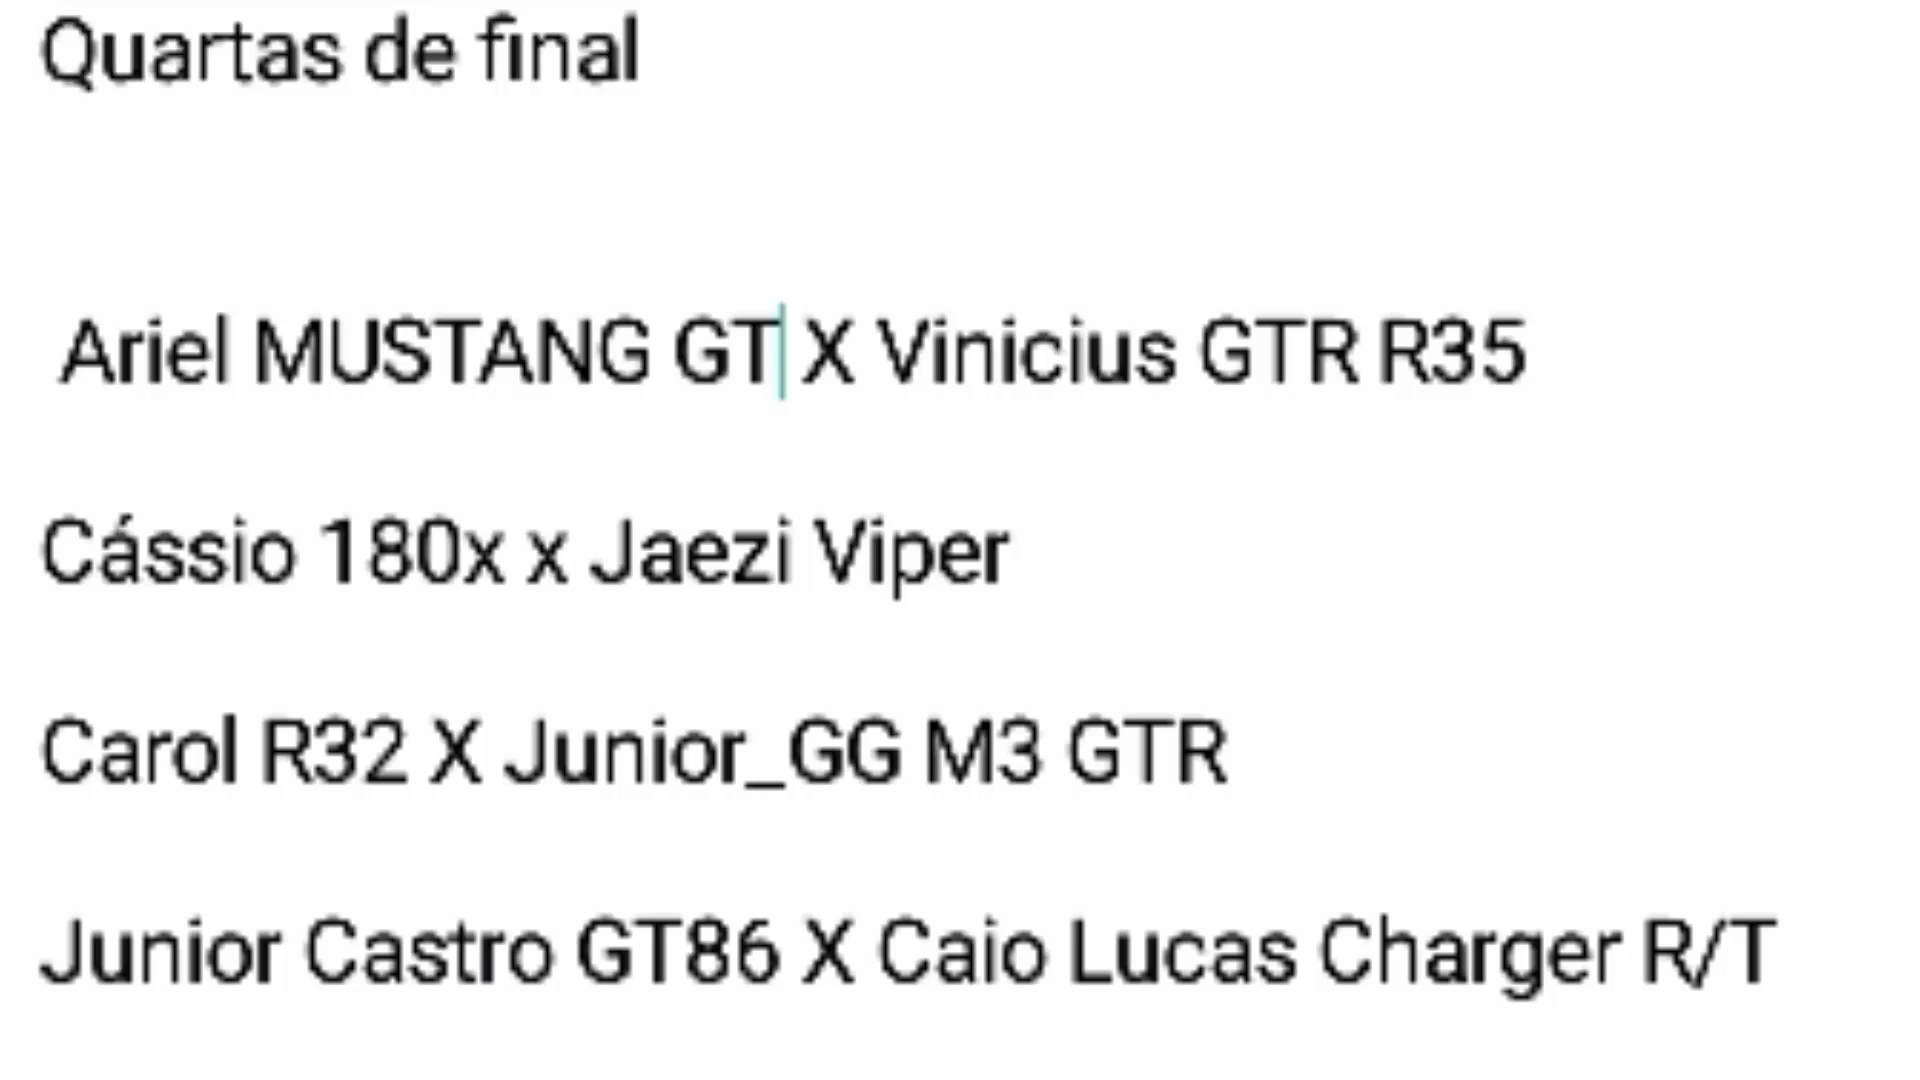 Quartas de final
Ariel MUSTANG GT X Vinicius GTR R35
Cássio 180x x Jaezi Viper
Carol R32 X Junior_GG M3 GTR
Junior Castro GT86 X Caio Lucas Charger R/T